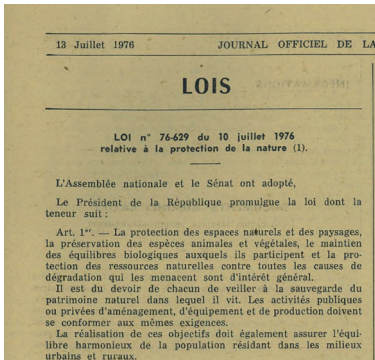 13 Juillet 1976 JOURNAL OFFICIEL DE LA
LOIS
LOI n° 76-629 du 10 juillet 1976
relative à la protection de la nature (1).
L'Assemblée nationale et le Sénat ont adopté,
Le Président de la République promulgue la loi dont la
teneur suit :
Art. 1er. — La protection des espaces naturels et des paysages,
la préservation des espèces animales et végétales, le maintien
des équilibres biologiques auxquels ils participent et la pro-
tection des ressources naturelles contre toutes les causes de
dégradation qui les menacent sont d'intérêt général.
Il est du devoir de chacun de veiller à la sauvegarde du
patrimoine naturel dans lequel il vit. Les activités publiques
ou privées d'aménagement, d'équipement et de production doivent
se conformer aux mêmes exigences.
La réalisation de ces objectifs doit également assurer l'équi-
libre harmonieux de la population résidant dans les milieux
urbains et ruraux.